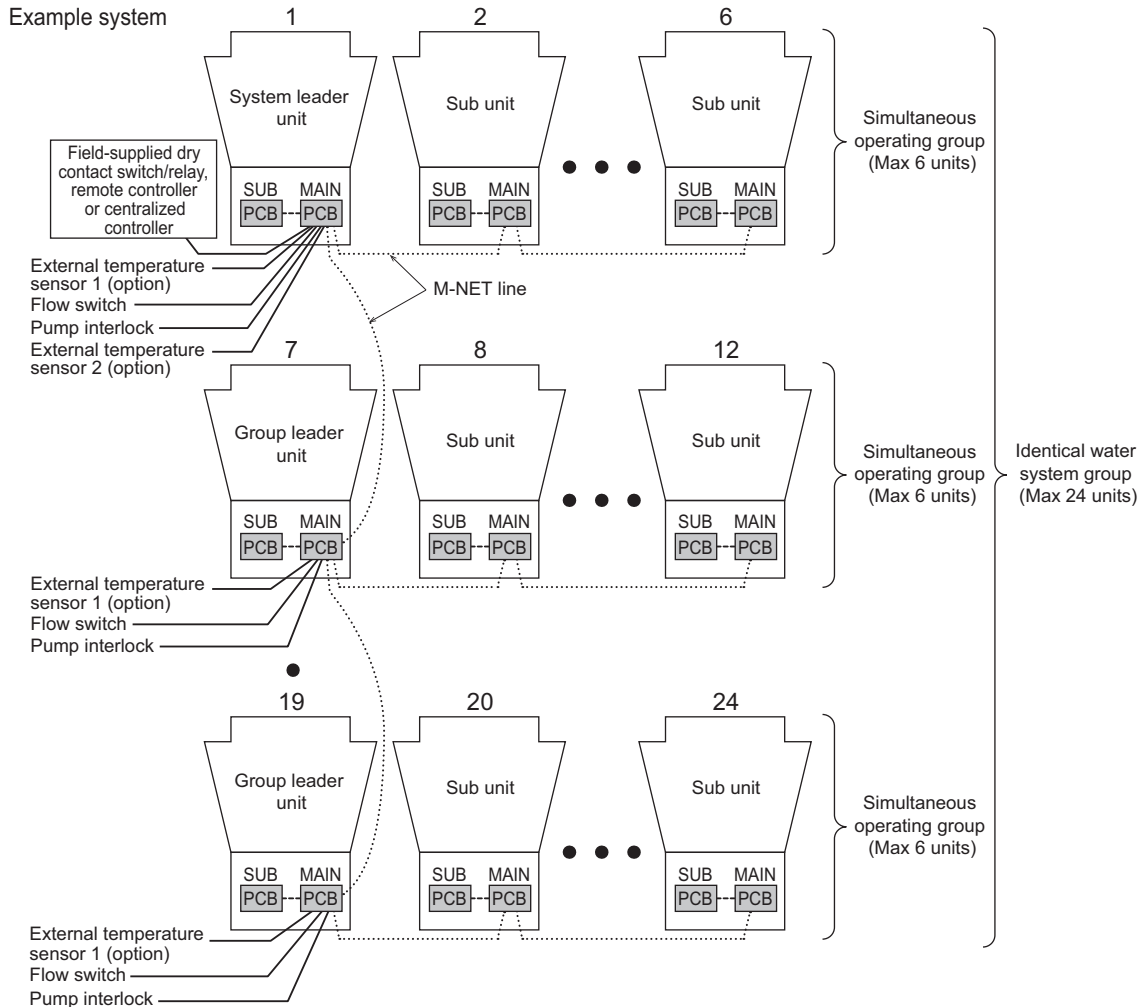 Example system
1
2
6
System leader
unit
Sub unit
Sub unit
Simultaneous
operating group
(Max 6 units)
Field-supplied dry
contact switch/relay,
remote controller
or centralized
controller
SUB MAIN
PCB PCB
SUB MAIN
PCB PCB
SUB MAIN
PCB PCB
External temperature
sensor 1 (option)
Flow switch
Pump interlock
External temperature
sensor 2 (option)
M-NET line
7
8
12
Group leader
unit
Sub unit
Sub unit
Simultaneous
operating group
(Max 6 units)
Identical water
system group
(Max 24 units)
SUB MAIN
PCB PCB
SUB MAIN
PCB PCB
SUB MAIN
PCB PCB
External temperature
sensor 1 (option)
Flow switch
Pump interlock
19
20
24
Group leader
unit
Sub unit
Sub unit
Simultaneous
operating group
(Max 6 units)
SUB MAIN
PCB PCB
SUB MAIN
PCB PCB
SUB MAIN
PCB PCB
External temperature
sensor 1 (option)
Flow switch
Pump interlock